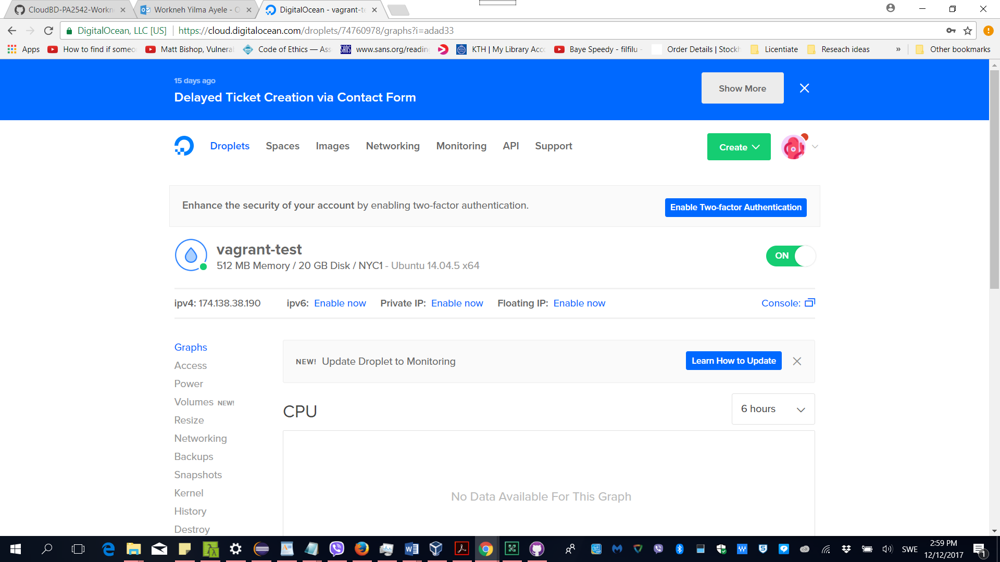 CloudBD-PA2542-Workn
Workneh Yilma Ayele - O
DigitalOcean - vagrant-te
DigitalOcean, LLC [US]
https://cloud.digitalocean.com/droplets/74760978/graphs?i=adad33
Apps
How to find if someo
Matt Bishop, Vulnera
Code of Ethics — Ass
SANS
www.sans.org/readin
KTH | My Library Acc
Baye Speedy - filfilu -
Order Details | Stockh
Licentiate
Reseach ideas
»
Other bookmarks
15 days ago
Delayed Ticket Creation via Contact Form
Show More
Droplets
Spaces
Images
Networking
Monitoring
API
Support
Create
Enhance the security of your account by enabling two-factor authentication.
Enable Two-factor Authentication
vagrant-test
512 MB Memory / 20 GB Disk / NYC1 - Ubuntu 14.04.5 x64
ON
ipv4: 174.138.38.190
ipv6: Enable now
Private IP: Enable now
Floating IP: Enable now
Console:
Graphs
Access
Power
Volumes NEW!
Resize
Networking
Backups
Snapshots
Kernel
History
Destroy
NEW! Update Droplet to Monitoring
Learn How to Update
CPU
6 hours
No Data Available For This Graph
SWE
2:59 PM
12/12/2017
1